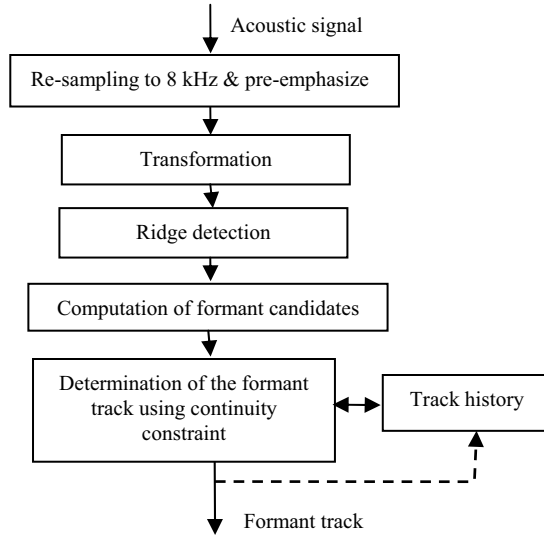 Acoustic signal
Re-sampling to 8 kHz & pre-emphasize
Transformation
Ridge detection
Computation of formant candidates
Determination of the formant
track using continuity
constraint
Track history
Formant track